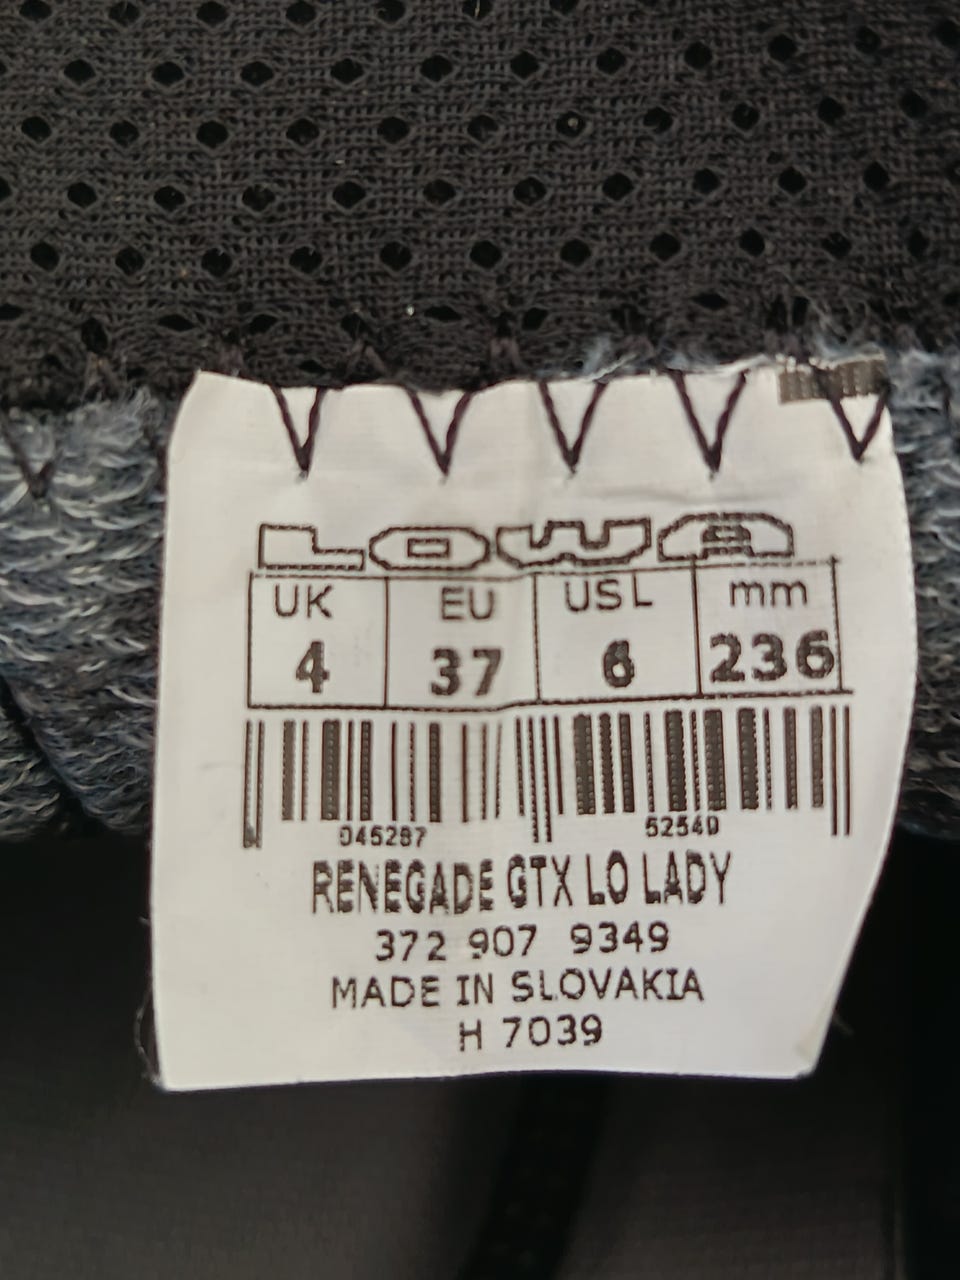 LOWA
UK EU USL mm
4 37 6 236
045287 52549
RENEGADE GTX LO LADY
372 907 9349
MADE IN SLOVAKIA
H 7039